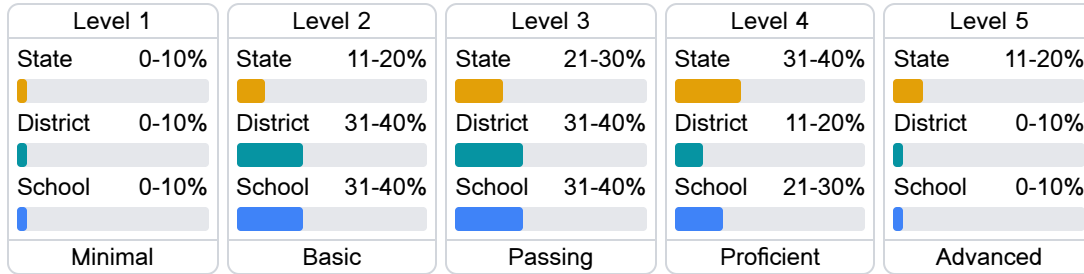 Level 1
State 0-10%
District 0-10%
School 0-10%
Minimal
Level 2
State 11-20%
District 31-40%
School 31-40%
Basic
Level 3
State 21-30%
District 31-40%
School 31-40%
Passing
Level 4
State 31-40%
District 11-20%
School 21-30%
Proficient
Level 5
State 11-20%
District 0-10%
School 0-10%
Advanced